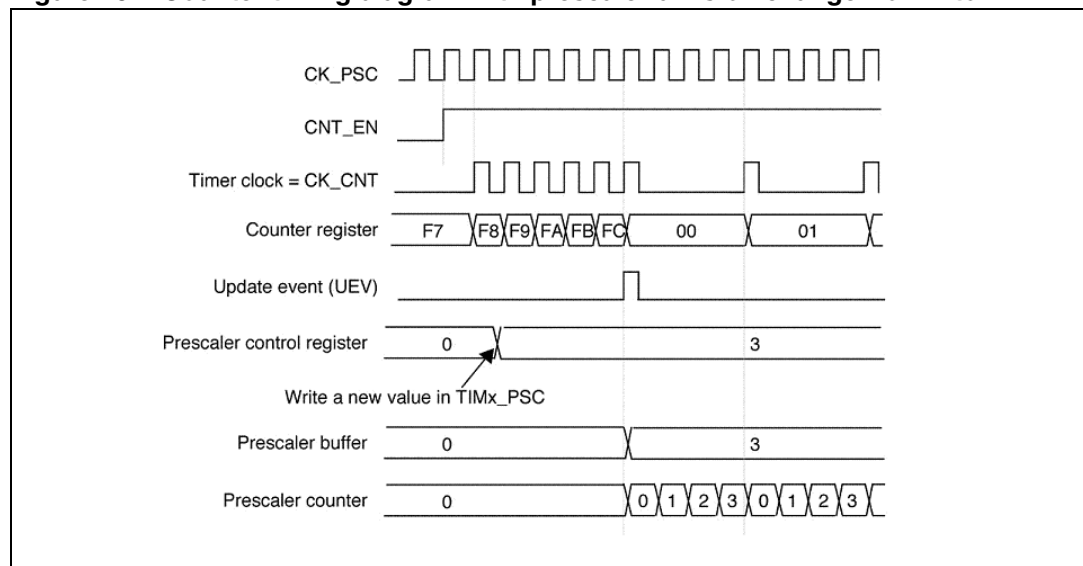 CK_PSC
CNT_EN
Timer clock = CK_CNT
Counter register F7 F8 F9 FA FB FC 00 01
Update event (UEV)
Prescaler control register 0 3
Write a new value in TIMx_PSC
Prescaler buffer 0 3
Prescaler counter 0 0 1 2 3 0 1 2 3